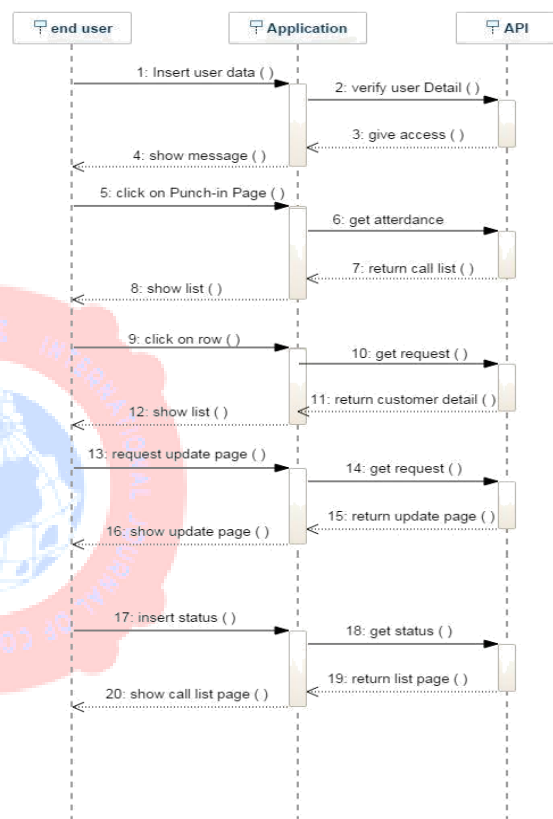 end user
Application
API
1: Insert user data ( )
2: verify user Detail ( )
3: give access ( )
4: show message ( )
5: click on Punch-in Page ( )
6: get atterdance
7: return call list ( )
8: show list ( )
9: click on row ( )
10: get request ( )
11: return customer detail ( )
12: show list ( )
13: request update page ( )
14: get request ( )
15: return update page ( )
16: show update page ( )
17: insert status ( )
18: get status ( )
19: return list page ( )
20: show call list page ( )
INTERNATIONAL JOURNAL OF